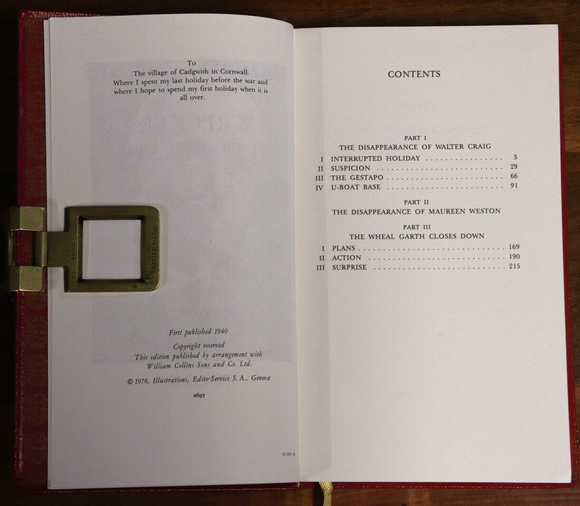 To
The village of Cadgwith in Cornwall.
Where I spent my last holiday before the war and
where I hope to spend my first holiday when it is
all over.
First published 1940
Copyright reserved
This edition published by arrangement with
William Collins Sons and Co. Ltd.
© 1976, Illustrations, Edito-Service S. A., Geneva
2697
CONTENTS
PART I
THE DISAPPEARANCE OF WALTER CRAIG
I INTERRUPTED HOLIDAY . . . . . . . . . . . . . . . . 3
II SUSPICION . . . . . . . . . . . . . . . . . . . . . . . . . 29
III THE GESTAPO . . . . . . . . . . . . . . . . . . . . . . . 66
IV U-BOAT BASE . . . . . . . . . . . . . . . . . . . . . . . 91
PART II
THE DISAPPEARANCE OF MAUREEN WESTON
PART III
THE WHEAL GARTH CLOSES DOWN
I PLANS . . . . . . . . . . . . . . . . . . . . . . . . . . . . 169
II ACTION . . . . . . . . . . . . . . . . . . . . . . . . . . 190
III SURPRISE . . . . . . . . . . . . . . . . . . . . . . . . . 215